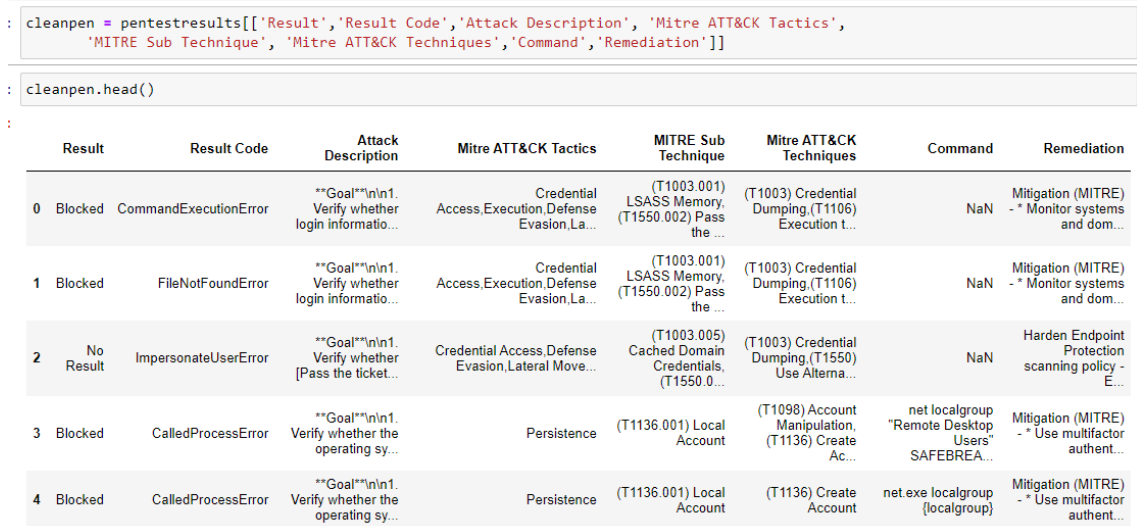 : cleanpen = pentestresults[['Result','Result Code','Attack Description', 'Mitre ATT&CK Tactics',
'MITRE Sub Technique', 'Mitre ATT&CK Techniques','Command','Remediation']]
: cleanpen.head()
:
Result Result Code Attack Description Mitre ATT&CK Tactics MITRE Sub Technique Mitre ATT&CK Techniques Command Remediation
0 Blocked CommandExecutionError **Goal**\n\n1. Verify whether login informatio... Credential Access,Execution,Defense Evasion,La... (T1003.001) LSASS Memory, (T1550.002) Pass the ... (T1003) Credential Dumping,(T1106) Execution t... NaN Mitigation (MITRE) - * Monitor systems and dom...
1 Blocked FileNotFoundError **Goal**\n\n1. Verify whether login informatio... Credential Access,Execution,Defense Evasion,La... (T1003.001) LSASS Memory, (T1550.002) Pass the ... (T1003) Credential Dumping,(T1106) Execution t... NaN Mitigation (MITRE) - * Monitor systems and dom...
2 No Result ImpersonateUserError **Goal**\n\n1. Verify whether [Pass the ticket... Credential Access,Defense Evasion,Lateral Move... (T1003.005) Cached Domain Credentials, (T1550.0... (T1003) Credential Dumping,(T1550) Use Alterna... NaN Harden Endpoint Protection scanning policy - E...
3 Blocked CalledProcessError **Goal**\n\n1. Verify whether the operating sy... Persistence (T1136.001) Local Account (T1098) Account Manipulation, (T1136) Create Ac... net localgroup "Remote Desktop Users" SAFEBREA... Mitigation (MITRE) - * Use multifactor authent...
4 Blocked CalledProcessError **Goal**\n\n1. Verify whether the operating sy... Persistence (T1136.001) Local Account (T1136) Create Account net.exe localgroup {localgroup} Mitigation (MITRE) - * Use multifactor authent...